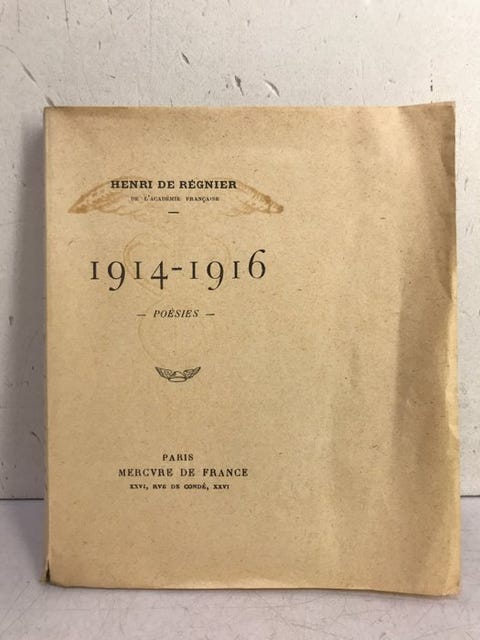 HENRI DE RÉGNIER
DE L'ACADÉMIE FRANÇAISE
1914-1916
— POÉSIES —
PARIS
MERCVRE DE FRANCE
XXVI, RVE DE CONDÉ, XXVI